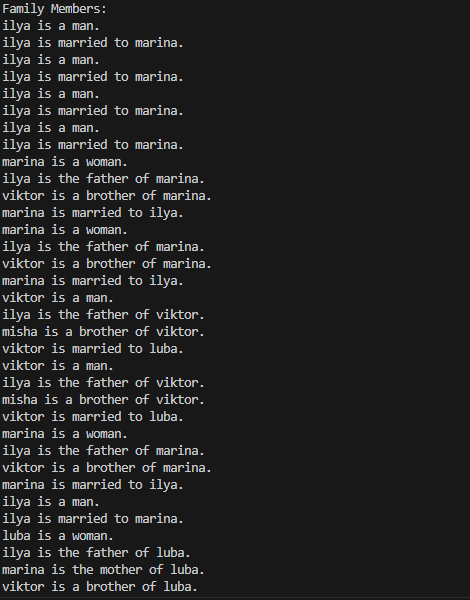 Family Members:
ilya is a man.
ilya is married to marina.
ilya is a man.
ilya is married to marina.
ilya is a man.
ilya is married to marina.
ilya is a man.
ilya is married to marina.
marina is a woman.
ilya is the father of marina.
viktor is a brother of marina.
marina is married to ilya.
marina is a woman.
ilya is the father of marina.
viktor is a brother of marina.
marina is married to ilya.
viktor is a man.
ilya is the father of viktor.
misha is a brother of viktor.
viktor is married to luba.
viktor is a man.
ilya is the father of viktor.
misha is a brother of viktor.
viktor is married to luba.
marina is a woman.
ilya is the father of marina.
viktor is a brother of marina.
marina is married to ilya.
ilya is a man.
ilya is married to marina.
luba is a woman.
ilya is the father of luba.
marina is the mother of luba.
viktor is a brother of luba.